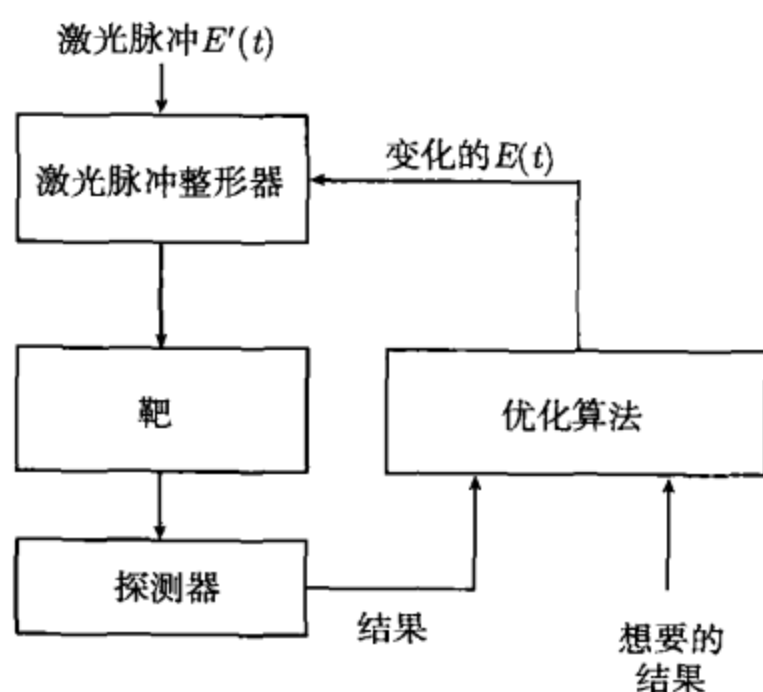 激光脉冲E′(t)
激光脉冲整形器
变化的E(t)
靶
优化算法
探测器
结果
想要的
结果